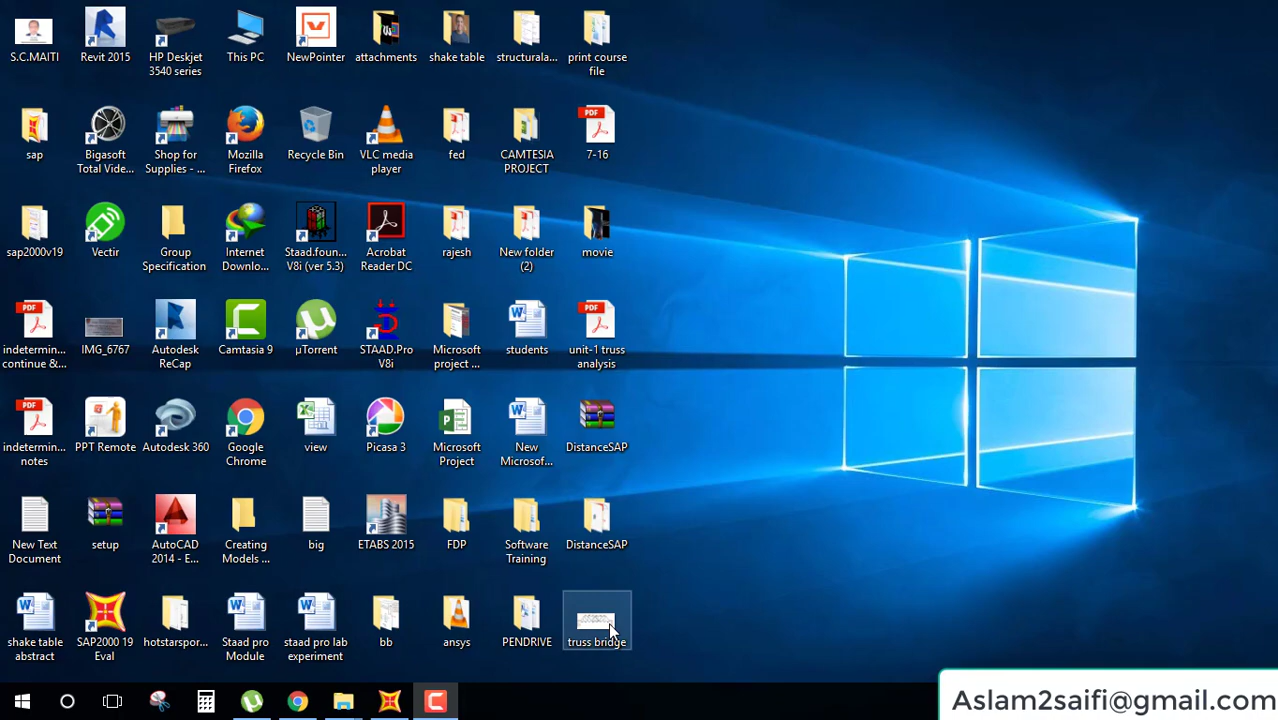 S.C.MAITI
Revit 2015
HP Deskjet
3540 series
This PC
NewPointer
attachments
shake table
structurala...
print course
file
sap
Bigasoft
Total Vide...
Shop for
Supplies - ...
Mozilla
Firefox
Recycle Bin
VLC media
player
fed
CAMTESIA
PROJECT
PDF
7-16
sap2000v19
Vectir
Group
Specification
Internet
Downlo...
Staad.foun...
V8i (ver 5.3)
Acrobat
Reader DC
rajesh
New folder
(2)
movie
PDF
indetermin...
continue &...
IMG_6767
Autodesk
ReCap
Camtasia 9
µTorrent
STAAD.Pro
V8i
Microsoft
project ...
students
PDF
unit-1 truss
analysis
PDF
indetermin...
notes
PPT Remote
Autodesk 360
Google
Chrome
view
Picasa 3
Microsoft
Project
New
Microsof...
DistanceSAP
New Text
Document
setup
AutoCAD
2014 - E...
Creating
Models ...
big
ETABS 2015
FDP
Software
Training
DistanceSAP
shake table
abstract
SAP2000 19
Eval
hotstarspor...
Staad pro
Module
staad pro lab
experiment
bb
ansys
PENDRIVE
truss bridge
Aslam2saifi@gmail.com